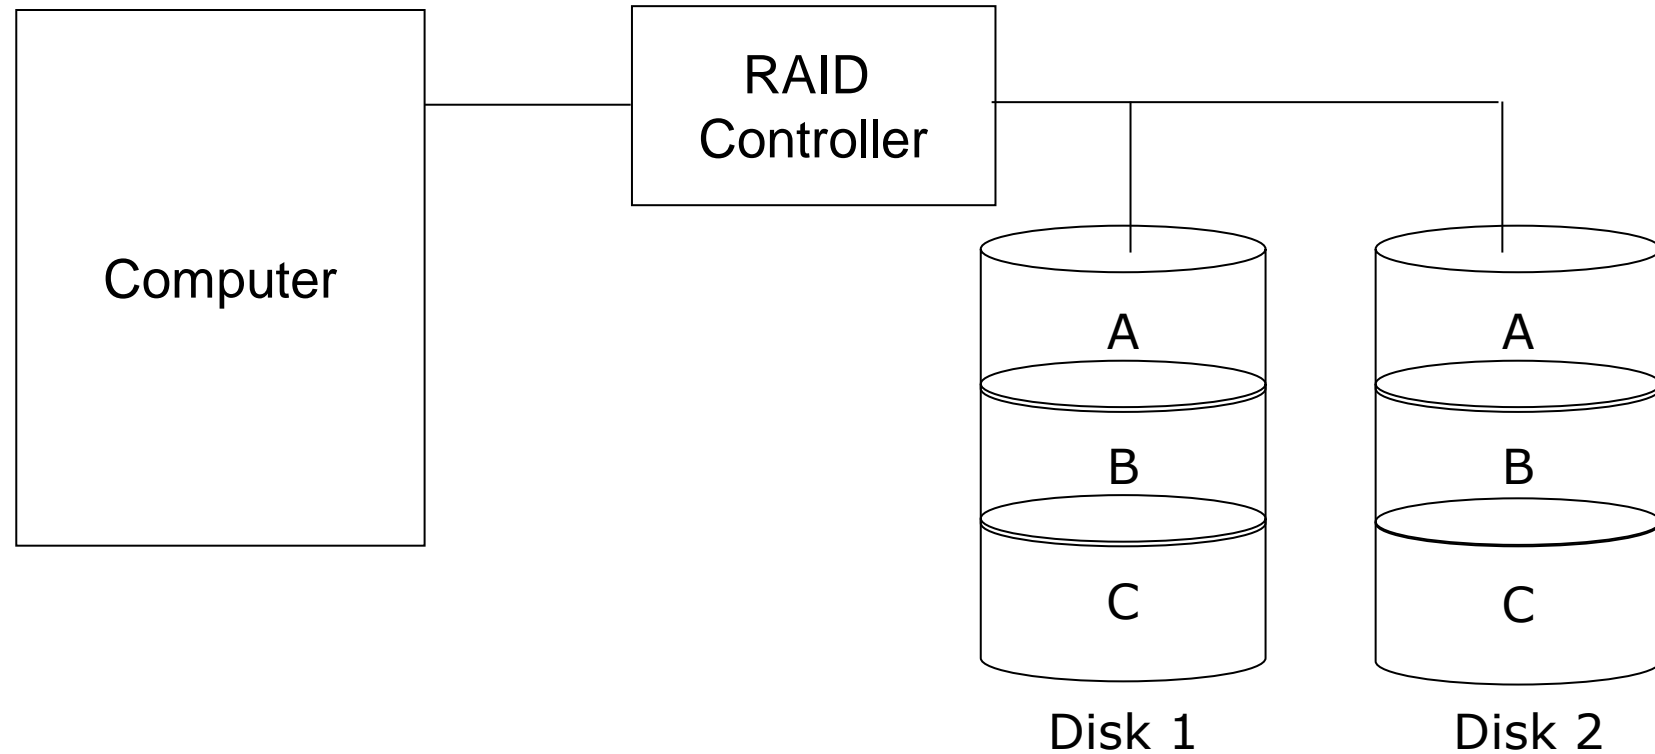 RAID
Controller
Computer
A
A
B
B
C
C
Disk 1
Disk 2